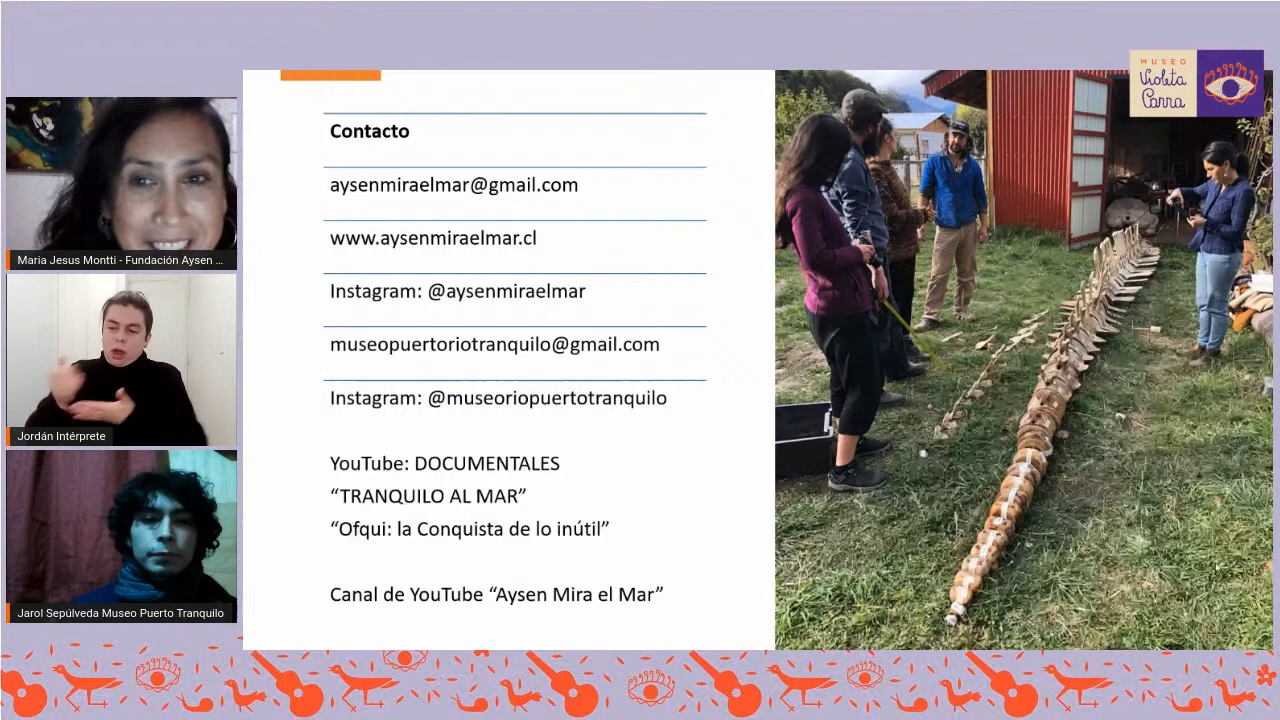 MUSEO
Violeta
Parra
Contacto
aysenmiraelmar@gmail.com
www.aysenmiraelmar.cl
Instagram: @aysenmiraelmar
museopuertoriotranquilo@gmail.com
Instagram: @museoriopuertotranquilo
YouTube: DOCUMENTALES
“TRANQUILO AL MAR”
“Ofqui: la Conquista de lo inútil”
Canal de YouTube “Aysen Mira el Mar”
Maria Jesus Montti - Fundación Aysen ...
Jordán Intérprete
Jarol Sepúlveda Museo Puerto Tranquilo